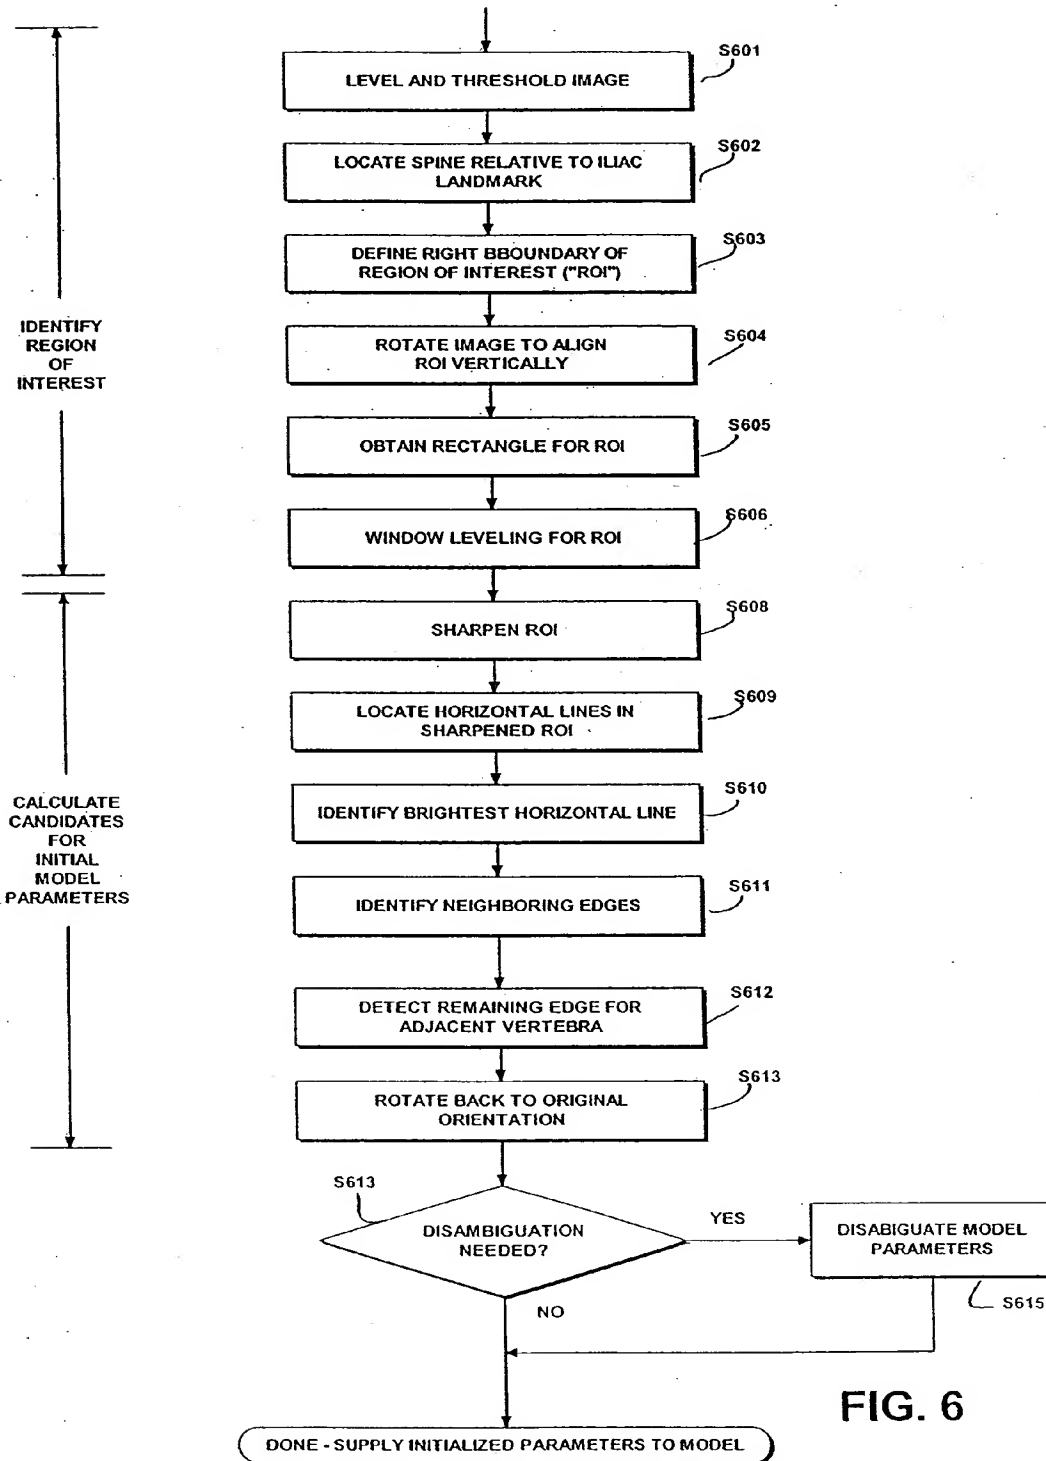 S601
LEVEL AND THRESHOLD IMAGE
S602
LOCATE SPINE RELATIVE TO ILIAC
LANDMARK
S603
DEFINE RIGHT BBOUNDARY OF
REGION OF INTEREST ("ROI")
IDENTIFY
REGION
OF
INTEREST
S604
ROTATE IMAGE TO ALIGN
ROI VERTICALLY
S605
OBTAIN RECTANGLE FOR ROI
S606
WINDOW LEVELING FOR ROI
S608
SHARPEN ROI
S609
LOCATE HORIZONTAL LINES IN
SHARPENED ROI
S610
IDENTIFY BRIGHTEST HORIZONTAL LINE
CALCULATE
CANDIDATES
FOR
INITIAL
MODEL
PARAMETERS
S611
IDENTIFY NEIGHBORING EDGES
S612
DETECT REMAINING EDGE FOR
ADJACENT VERTEBRA
S613
ROTATE BACK TO ORIGINAL
ORIENTATION
S613
DISAMBIGUATION
NEEDED?
YES
DISABIGUATE MODEL
PARAMETERS
S615
NO
FIG. 6
DONE - SUPPLY INITIALIZED PARAMETERS TO MODEL